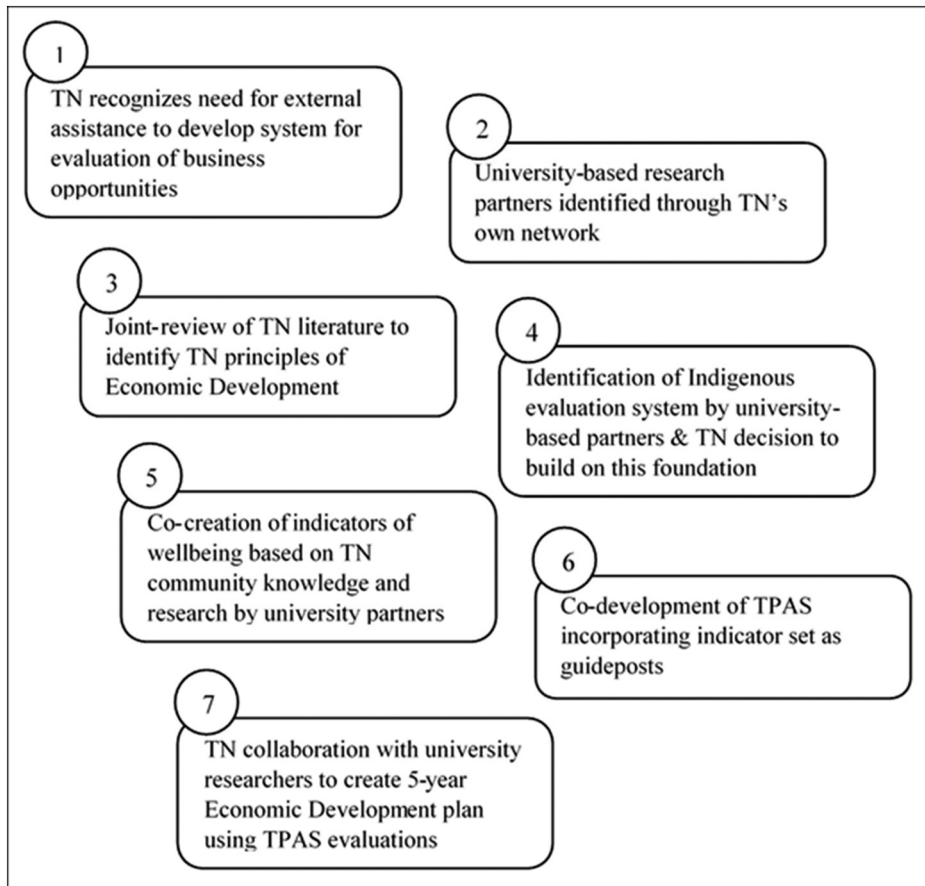 1
TN recognizes need for external
assistance to develop system for
evaluation of business
opportunities
2
University-based research
partners identified through TN's
own network
3
Joint-review of TN literature to
identify TN principles of
Economic Development
4
Identification of Indigenous
evaluation system by university-
based partners & TN decision to
build on this foundation
5
Co-creation of indicators of
wellbeing based on TN
community knowledge and
research by university partners
6
Co-development of TPAS
incorporating indicator set as
guideposts
7
TN collaboration with university
researchers to create 5-year
Economic Development plan
using TPAS evaluations